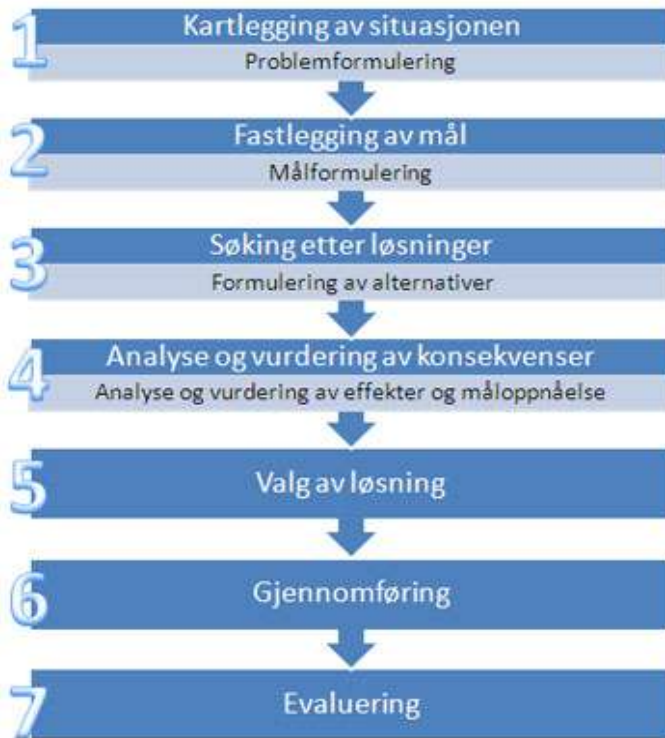 1
Kartlegging av situasjonen
Problemformulering
2
Fastlegging av mål
Målformulering
3
Søking etter løsninger
Formulering av alternativer
4
Analyse og vurdering av konsekvenser
Analyse og vurdering av effekter og måloppnåelse
5
Valg av løsning
6
Gjennomføring
7
Evaluering